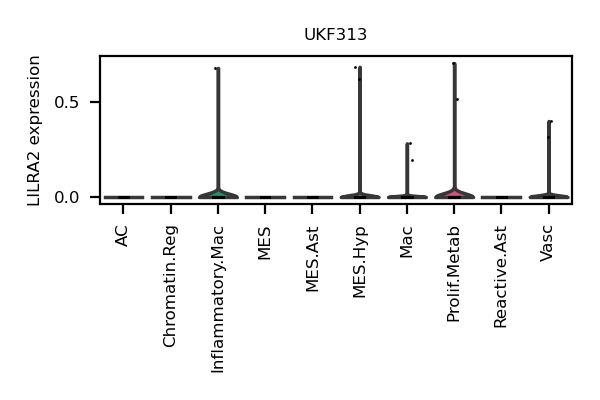 UKF313
LILRA2 expression
0.5
0.0
AC
Chromatin.Reg
Inflammatory.Mac
MES
MES.Ast
MES.Hyp
Mac
Prolif.Metab
Reactive.Ast
Vasc